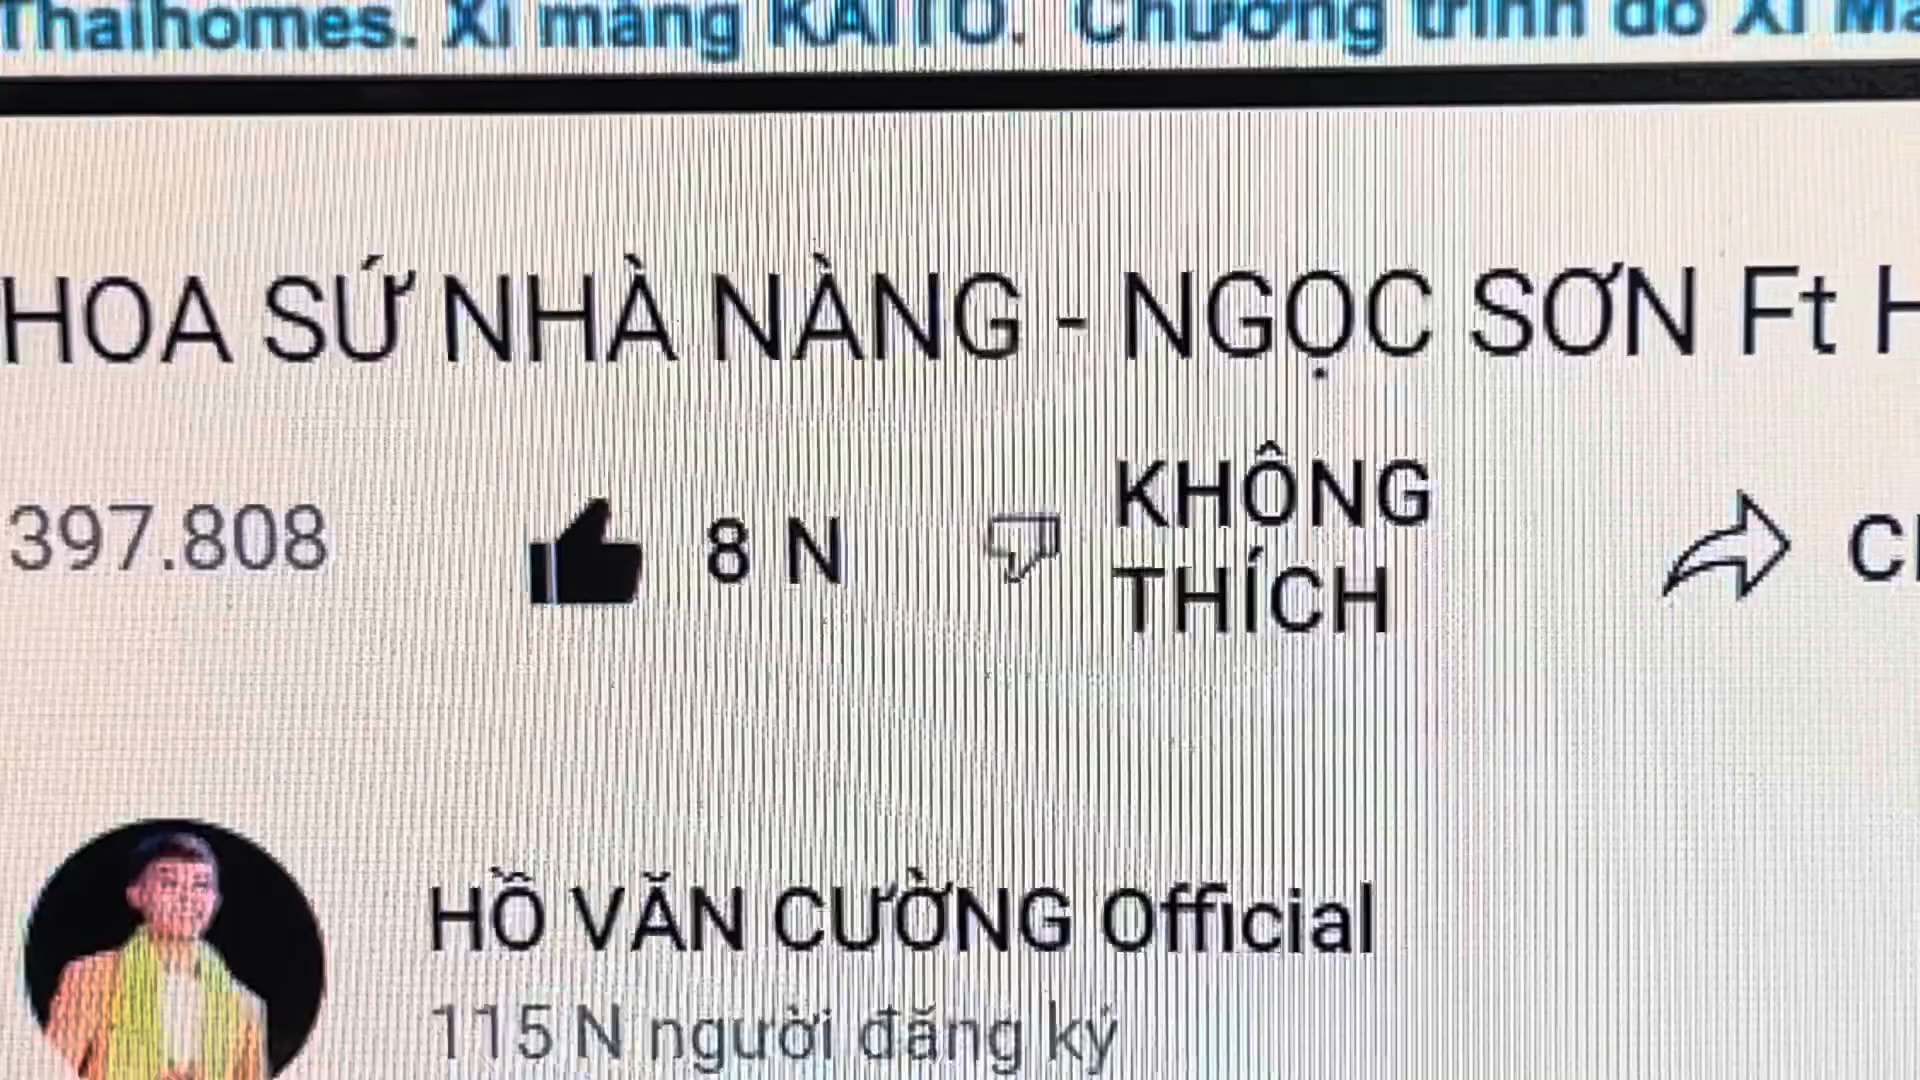 Thaihomes. Xi măng KAITO. Chương trình do Xi Mă
HOA SỨ NHÀ NÀNG - NGỌC SƠN Ft H
397.808
8 N
KHÔNG
THÍCH
HỒ VĂN CƯỜNG Official
115 N người đăng ký